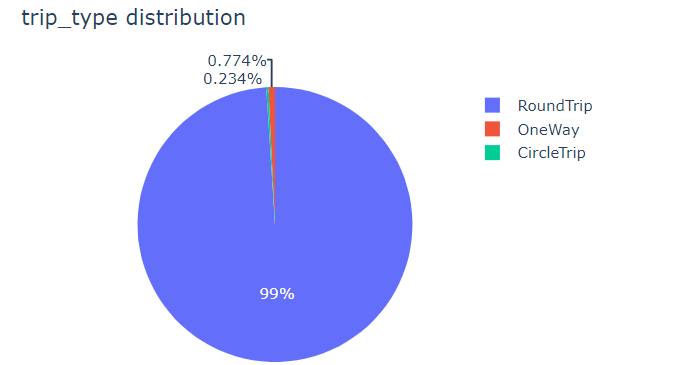 trip_type distribution
0.774%
0.234%
99%
RoundTrip
OneWay
CircleTrip